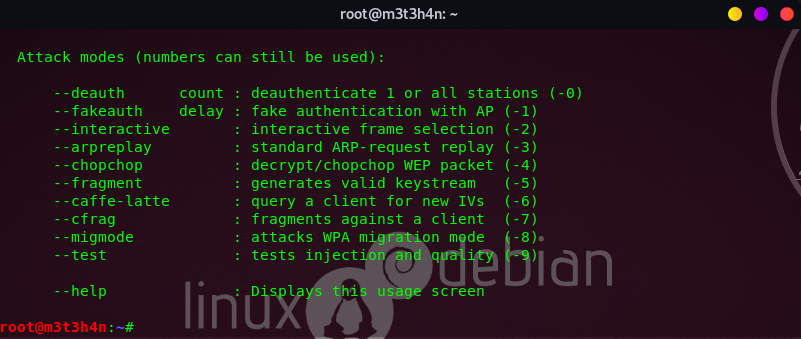 root@m3t3h4n: ~
Attack modes (numbers can still be used):
--deauth count : deauthenticate 1 or all stations (-0)
--fakeauth delay : fake authentication with AP (-1)
--interactive : interactive frame selection (-2)
--arpreplay : standard ARP-request replay (-3)
--chopchop : decrypt/chopchop WEP packet (-4)
--fragment : generates valid keystream (-5)
--caffe-latte : query a client for new IVs (-6)
--cfrag : fragments against a client (-7)
--migmode : attacks WPA migration mode (-8)
--test : tests injection and quality (-9)
debian
--help : Displays this usage screen
linux
root@m3t3h4n:~#